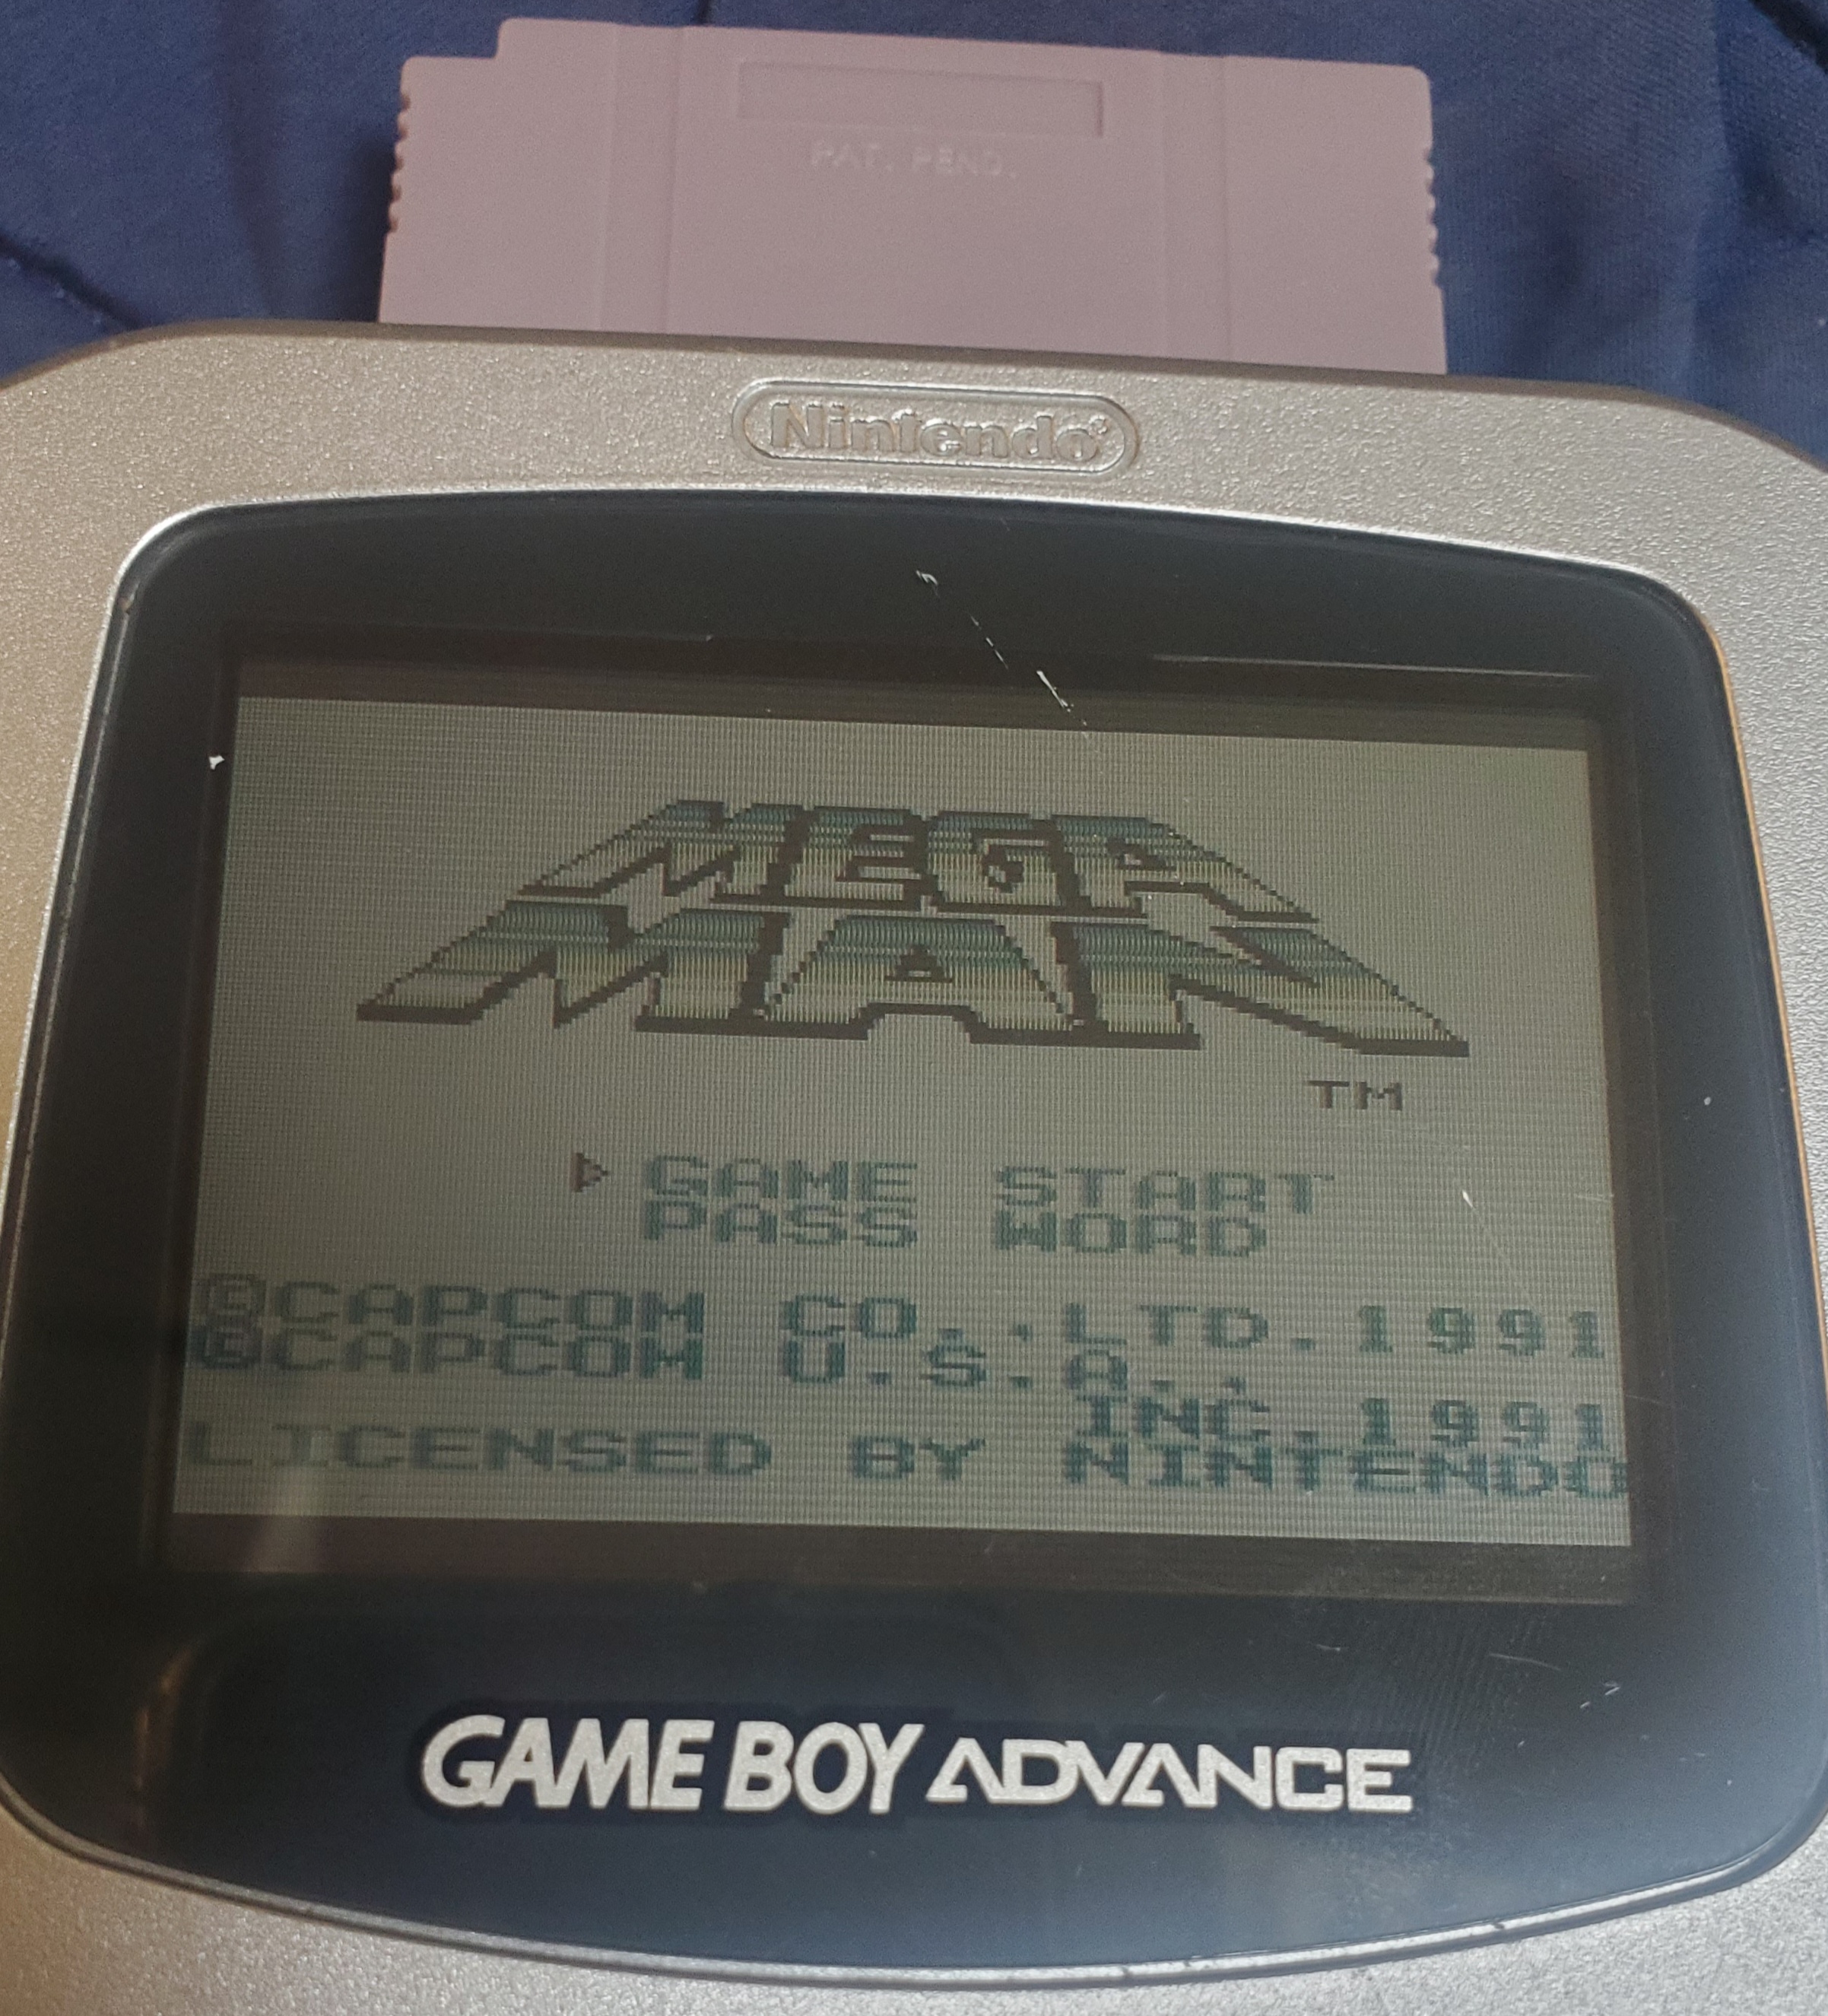 PAT. PEND.
Nintendo®
MEGA
MAN
TM
GAME START
PASS WORD
©CAPCOM CO.,LTD.1991
©CAPCOM U.S.A.,
INC.1991
LICENSED BY NINTENDO
GAME BOY ADVANCE